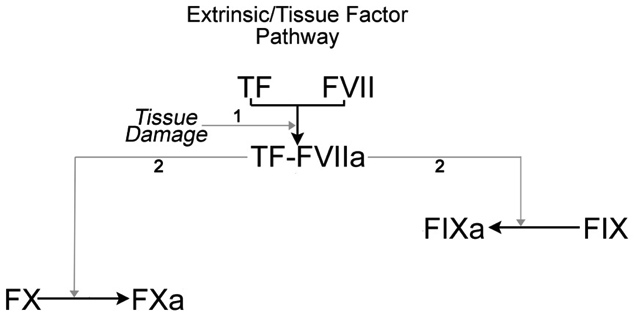 Extrinsic/Tissue Factor
Pathway
TF FVII
Tissue
Damage
1
TF-FVIIa
2 2
FIXa FIX
FX FXa